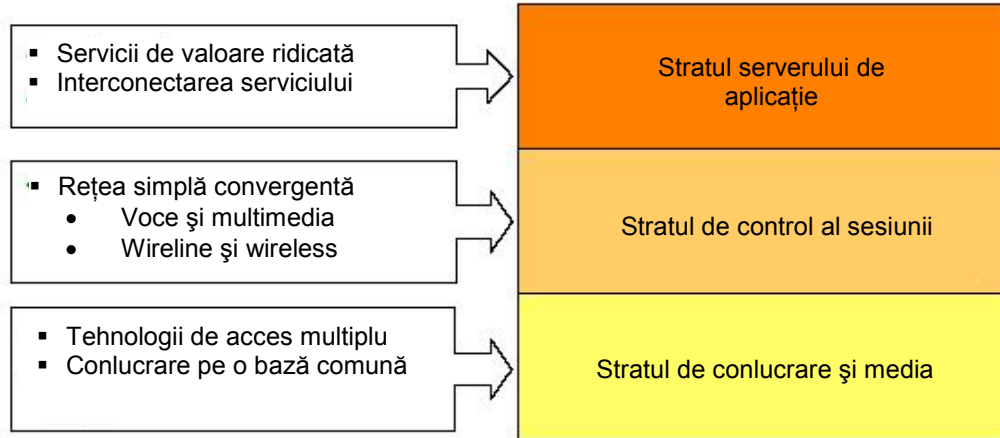 ▪ Servicii de valoare ridicată
▪ Interconectarea serviciului
Stratul serverului de
aplicație
▪ Rețea simplă convergentă
• Voce şi multimedia
• Wireline şi wireless
Stratul de control al sesiunii
▪ Tehnologii de acces multiplu
▪ Conlucrare pe o bază comună
Stratul de conlucrare şi media